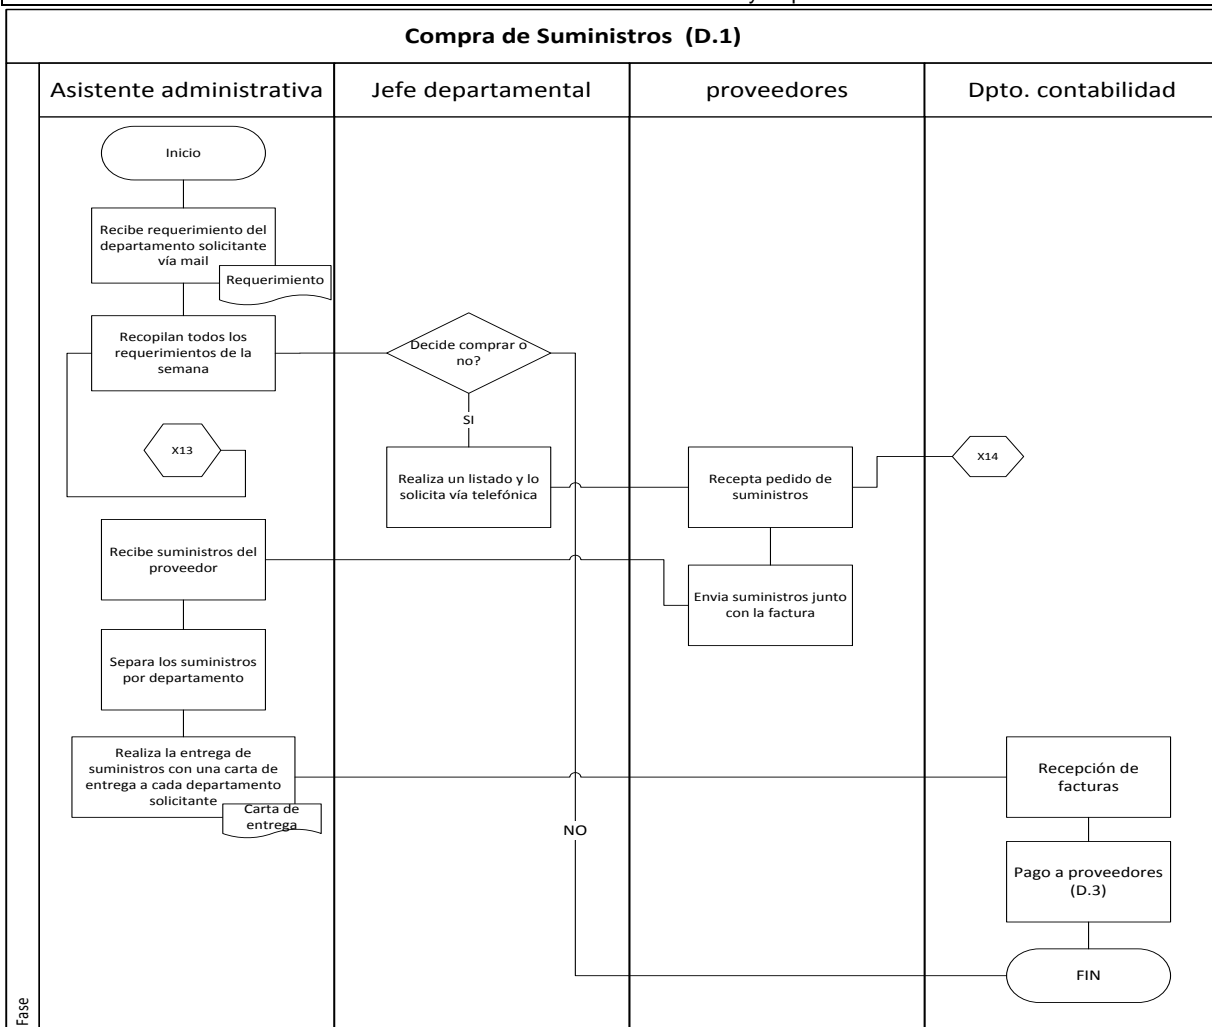 Compra de Suministros (D.1)
Asistente administrativa
Jefe departamental
proveedores
Dpto. contabilidad
Inicio
Recibe requerimiento del
departamento solicitante
vía mail
Requerimiento
Recopilan todos los
requerimientos de la
semana
Decide comprar o
no?
SI
X13
Realiza un listado y lo
solicita vía telefónica
Recepta pedido de
suministros
X14
Recibe suministros del
proveedor
Envia suministros junto
con la factura
Separa los suministros
por departamento
Realiza la entrega de
suministros con una carta de
entrega a cada departamento
solicitante
Carta de
entrega
Recepción de
facturas
NO
Pago a proveedores
(D.3)
FIN
Fase